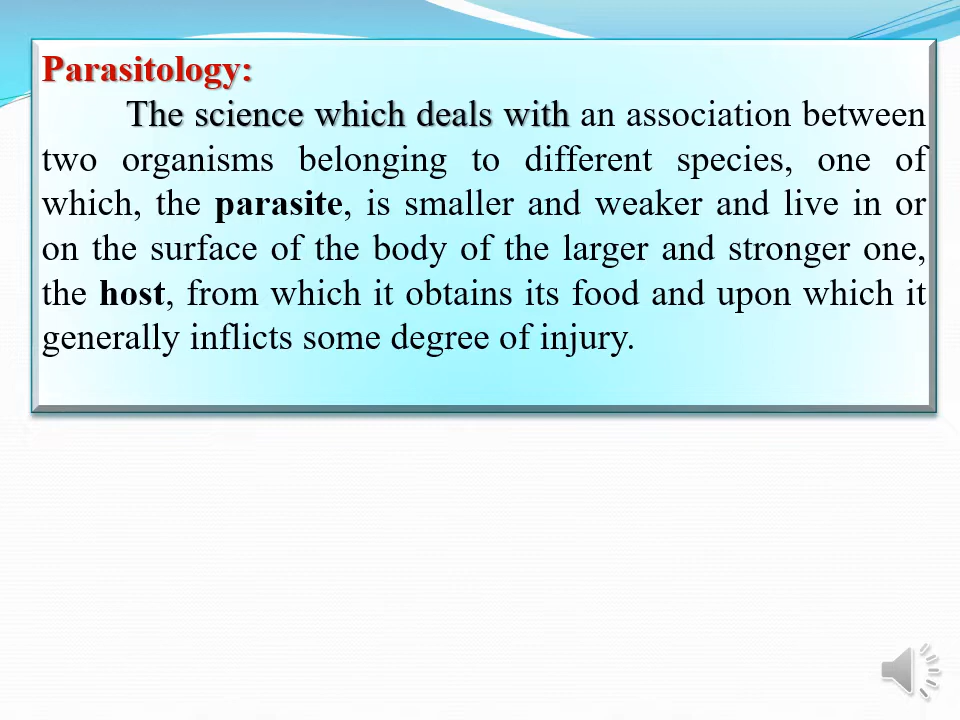 Parasitology:
The science which deals with an association between
two organisms belonging to different species, one of
which, the parasite, is smaller and weaker and live in or
on the surface of the body of the larger and stronger one,
the host, from which it obtains its food and upon which it
generally inflicts some degree of injury.